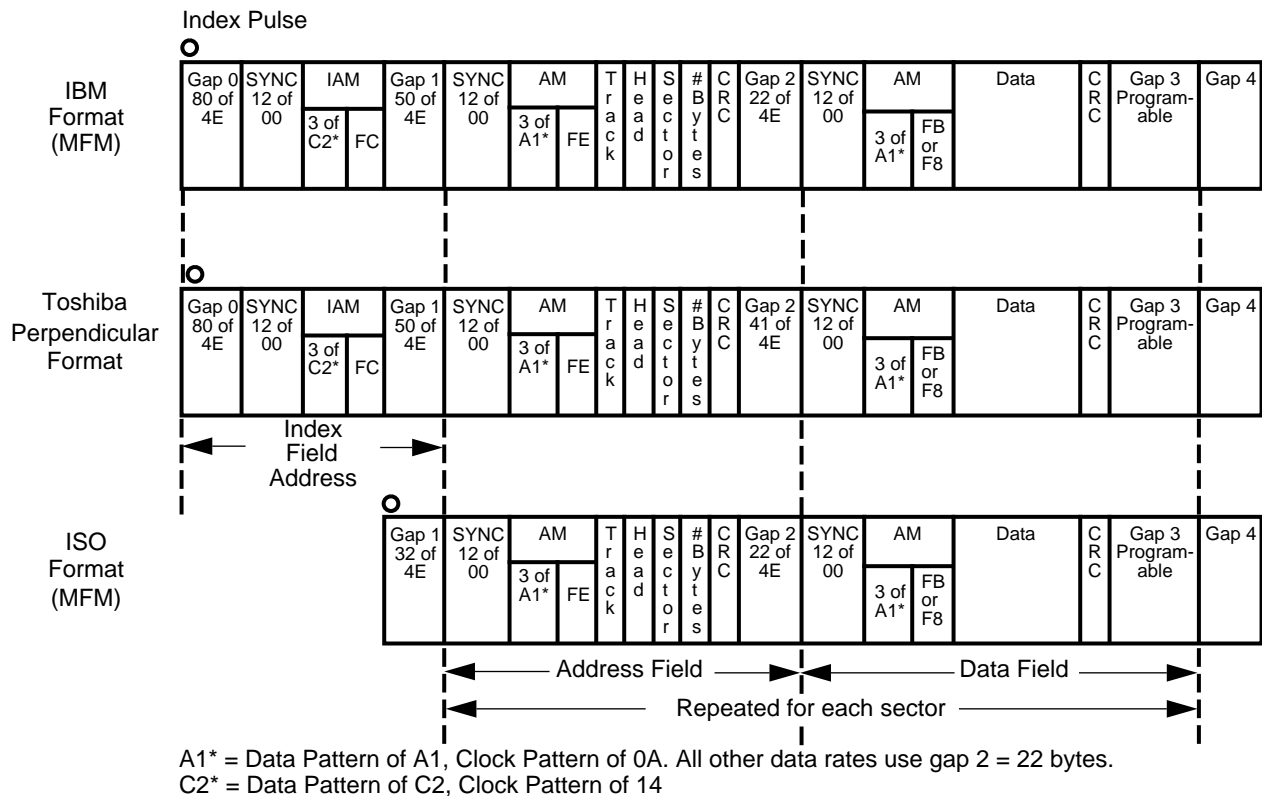 Index Pulse
IBM
Format
(MFM)
Gap 0
80 of
4E
SYNC
12 of
00
IAM
3 of
C2*
FC
Gap 1
50 of
4E
SYNC
12 of
00
AM
3 of
A1*
FE
Track
Head
Sector
#Bytes
CRC
Gap 2
22 of
4E
SYNC
12 of
00
AM
3 of
A1*
FB
or
F8
Data
CRC
Gap 3
Program-
able
Gap 4
Toshiba
Perpendicular
Format
Gap 0
80 of
4E
SYNC
12 of
00
IAM
3 of
C2*
FC
Gap 1
50 of
4E
SYNC
12 of
00
AM
3 of
A1*
FE
Track
Head
Sector
#Bytes
CRC
Gap 2
41 of
4E
SYNC
12 of
00
AM
3 of
A1*
FB
or
F8
Data
CRC
Gap 3
Program-
able
Gap 4
Index
Field
Address
ISO
Format
(MFM)
Gap 1
32 of
4E
SYNC
12 of
00
AM
3 of
A1*
FE
Track
Head
Sector
#Bytes
CRC
Gap 2
22 of
4E
SYNC
12 of
00
AM
3 of
A1*
FB
or
F8
Data
CRC
Gap 3
Program-
able
Gap 4
Address Field
Data Field
Repeated for each sector
A1* = Data Pattern of A1, Clock Pattern of 0A. All other data rates use gap 2 = 22 bytes.
C2* = Data Pattern of C2, Clock Pattern of 14